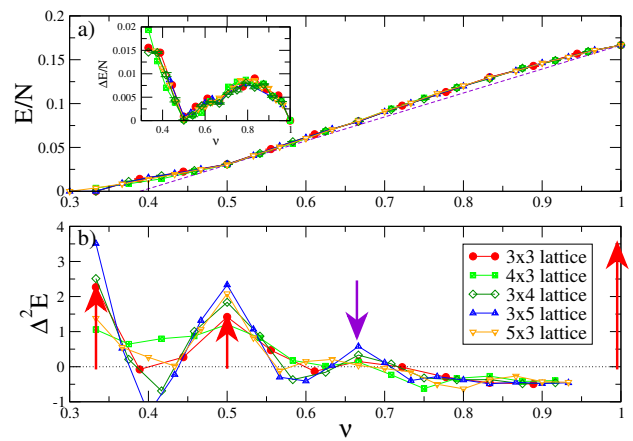 a)
E/N
0.15
0.1
0.05
0
0.02
0.015
0.01
0.005
0
ΔE/N
0.4 0.6 0.8 1
ν
0.3 0.4 0.5 0.6 0.7 0.8 0.9 1
b)
Δ²E
4
3
2
1
0
-1
3x3 lattice
4x3 lattice
3x4 lattice
3x5 lattice
5x3 lattice
0.3 0.4 0.5 0.6 0.7 0.8 0.9 1
ν